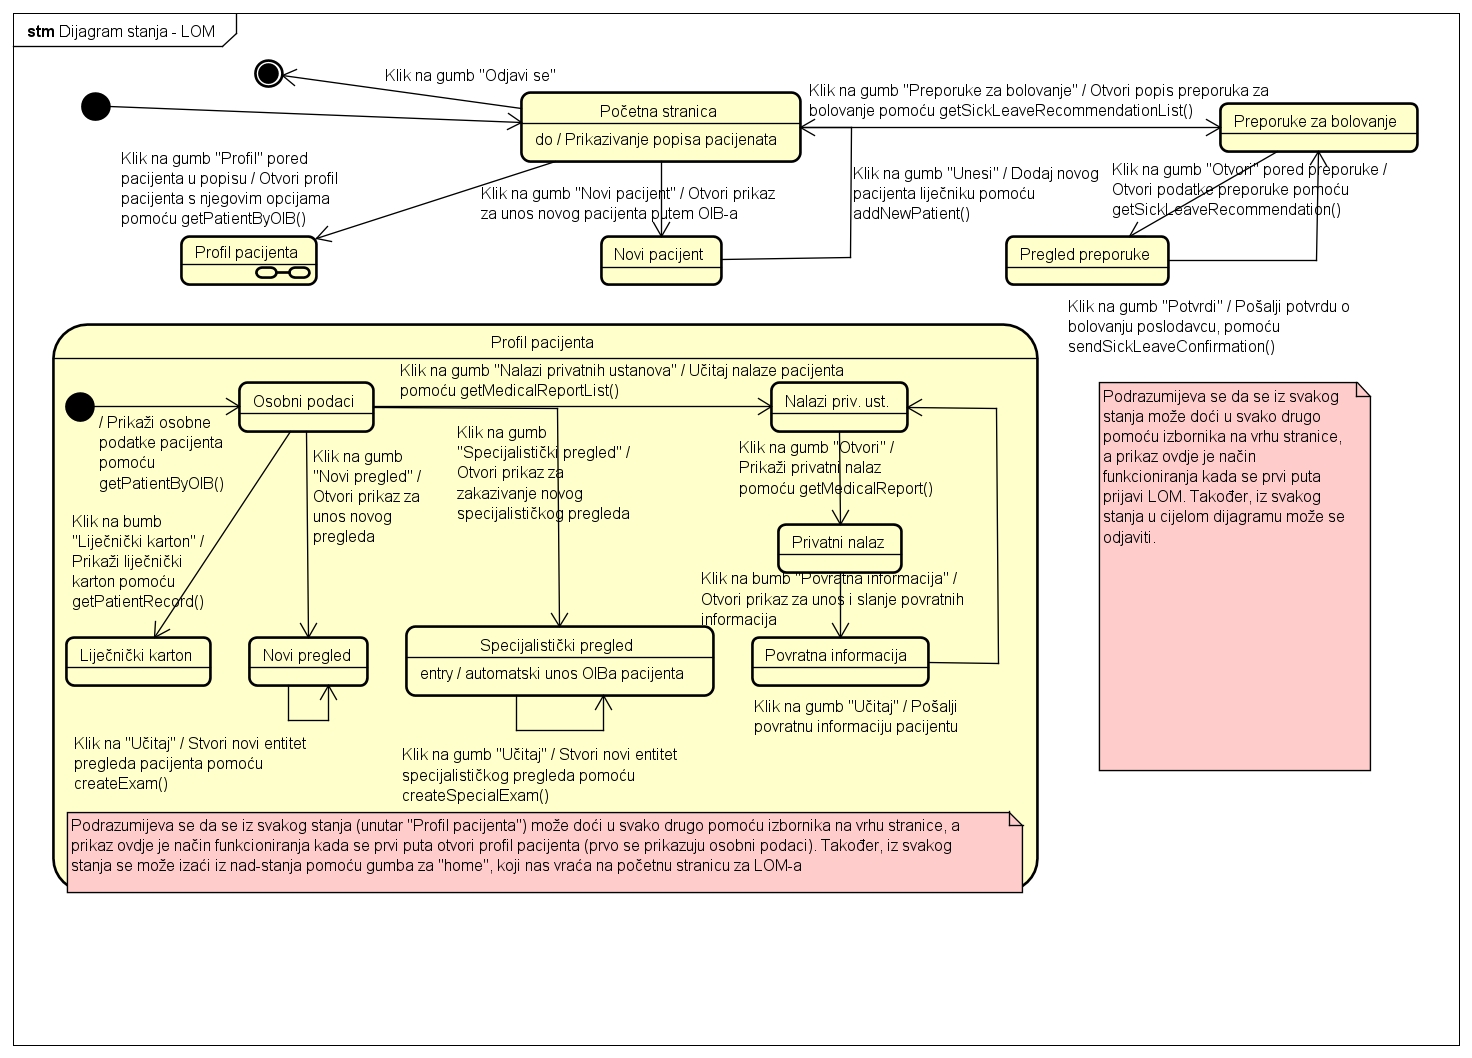 stm Dijagram stanja - LOM
Klik na gumb "Odjavi se"
Početna stranica
do / Prikazivanje popisa pacijenata
Klik na gumb "Preporuke za bolovanje" / Otvori popis preporuka za
bolovanje pomoću getSickLeaveRecommendationList()
Preporuke za bolovanje
Klik na gumb "Profil" pored
pacijenta u popisu / Otvori profil
pacijenta s njegovim opcijama
pomoću getPatientByOIB()
Klik na gumb "Novi pacijent" / Otvori prikaz
za unos novog pacijenta putem OIB-a
Klik na gumb "Unesi" / Dodaj novog
pacijenta liječniku pomoću
addNewPatient()
Klik na gumb "Otvori" pored preporuke /
Otvori podatke preporuke pomoću
getSickLeaveRecommendation()
Profil pacijenta
Novi pacijent
Pregled preporuke
Klik na gumb "Potvrdi" / Pošalji potvrdu o
bolovanju poslodavcu, pomoću
sendSickLeaveConfirmation()
Profil pacijenta
Klik na gumb "Nalazi privatnih ustanova" / Učitaj nalaze pacijenta
pomoću getMedicalReportList()
Osobni podaci
Nalazi priv. ust.
/ Prikaži osobne
podatke pacijenta
pomoću
getPatientByOIB()
Klik na gumb
"Novi pregled" /
Otvori prikaz za
unos novog
pregleda
Klik na gumb
"Specijalistički pregled" /
Otvori prikaz za
zakazivanje novog
specijalističkog pregleda
Klik na gumb "Otvori" /
Prikaži privatni nalaz
pomoću getMedicalReport()
Klik na bumb
"Liječnički karton" /
Prikaži liječnički
karton pomoću
getPatientRecord()
Privatni nalaz
Klik na bumb "Povratna informacija" /
Otvori prikaz za unos i slanje povratnih
informacija
Liječnički karton
Novi pregled
Specijalistički pregled
entry / automatski unos OIBa pacijenta
Povratna informacija
Klik na gumb "Učitaj" / Pošalji
povratnu informaciju pacijentu
Klik na "Učitaj" / Stvori novi entitet
pregleda pacijenta pomoću
createExam()
Klik na gumb "Učitaj" / Stvori novi entitet
specijalističkog pregleda pomoću
createSpecialExam()
Podrazumijeva se da se iz svakog stanja (unutar "Profil pacijenta") može doći u svako drugo pomoću izbornika na vrhu stranice, a
prikaz ovdje je način funkcioniranja kada se prvi puta otvori profil pacijenta (prvo se prikazuju osobni podaci). Također, iz svakog
stanja se može izaći iz nad-stanja pomoću gumba za "home", koji nas vraća na početnu stranicu za LOM-a
Podrazumijeva se da se iz svakog
stanja može doći u svako drugo
pomoću izbornika na vrhu stranice,
a prikaz ovdje je način
funkcioniranja kada se prvi puta
prijavi LOM. Također, iz svakog
stanja u cijelom dijagramu može se
odjaviti.